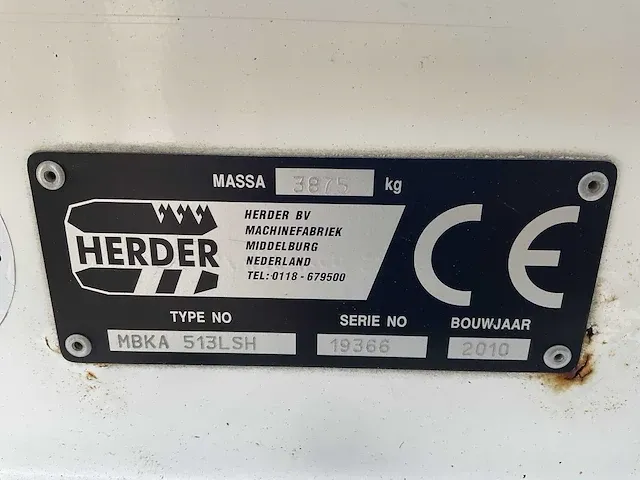 MASSA 3875 kg
HERDER
HERDER BV
MACHINEFABRIEK
MIDDELBURG
NEDERLAND
TEL: 0118 - 679500
CE
TYPE NO SERIE NO BOUWJAAR
MBKA 513LSH 19366 2010